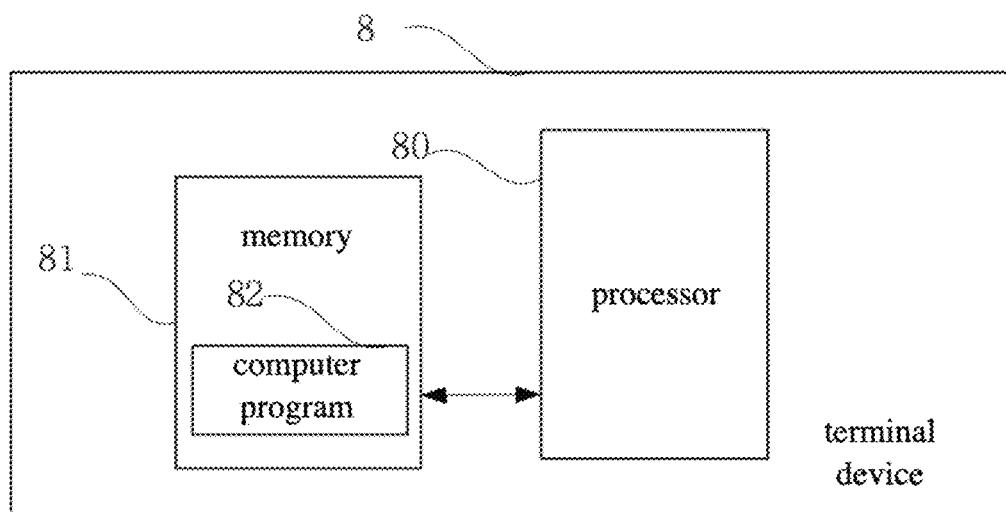 8
80
memory
81
processor
82
computer
program
terminal
device